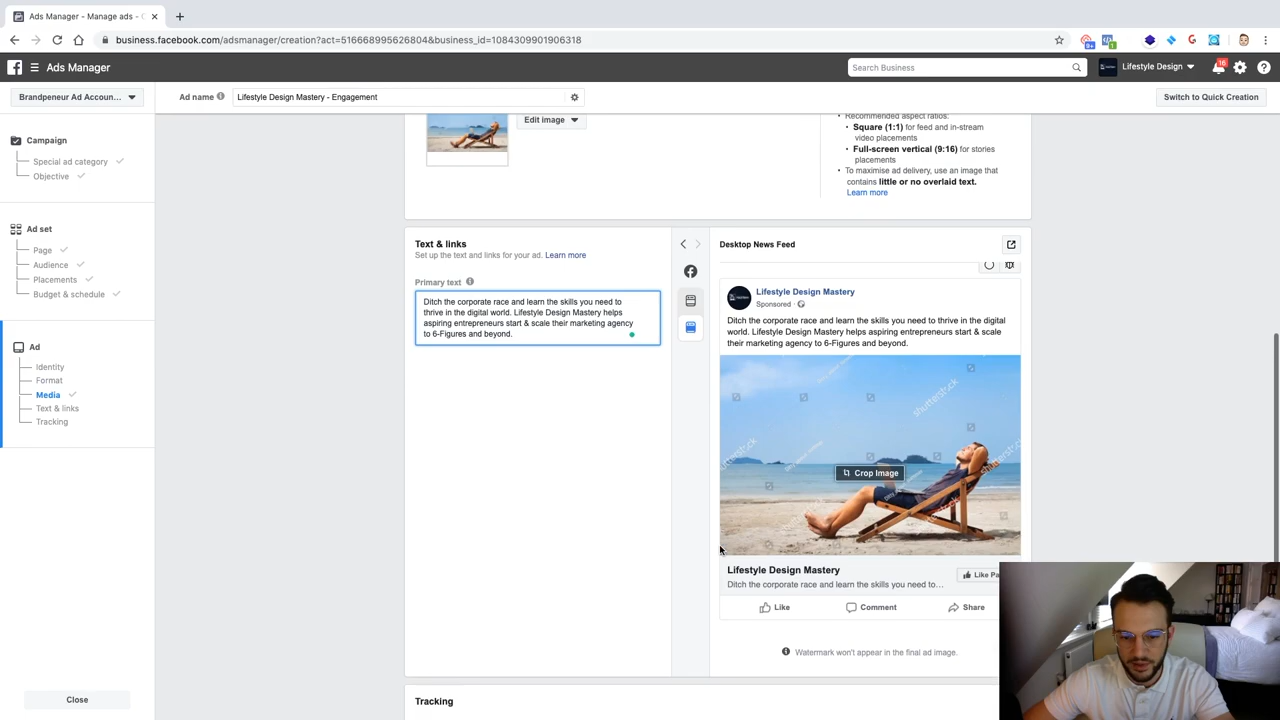 Ads Manager - Manage ads - C
business.facebook.com/adsmanager/creation?act=516668995626804&business_id=1084309901906318
9+
1
Ads Manager
Search Business
Lifestyle Design
16
Brandpeneur Ad Accoun...
Ad name
Lifestyle Design Mastery - Engagement
Switch to Quick Creation
Campaign
Special ad category
Objective
Ad set
Page
Audience
Placements
Budget & schedule
Ad
Identity
Format
Media
Text & links
Tracking
Close
Edit image
• Recommended aspect ratios:
• Square (1:1) for feed and in-stream
video placements
• Full-screen vertical (9:16) for stories
placements
• To maximise ad delivery, use an image that
contains little or no overlaid text.
Learn more
Text & links
Set up the text and links for your ad. Learn more
Primary text
Ditch the corporate race and learn the skills you need to
thrive in the digital world. Lifestyle Design Mastery helps
aspiring entrepreneurs start & scale their marketing agency
to 6-Figures and beyond.
Desktop News Feed
Lifestyle Design Mastery
Sponsored ·
Ditch the corporate race and learn the skills you need to thrive in the digital
world. Lifestyle Design Mastery helps aspiring entrepreneurs start & scale
their marketing agency to 6-Figures and beyond.
shutterstock
shutterstock
shutterstock
shutterstock
Crop Image
Lifestyle Design Mastery
Ditch the corporate race and learn the skills you need to...
Like Pa
Like
Comment
Share
Watermark won't appear in the final ad image.
Tracking